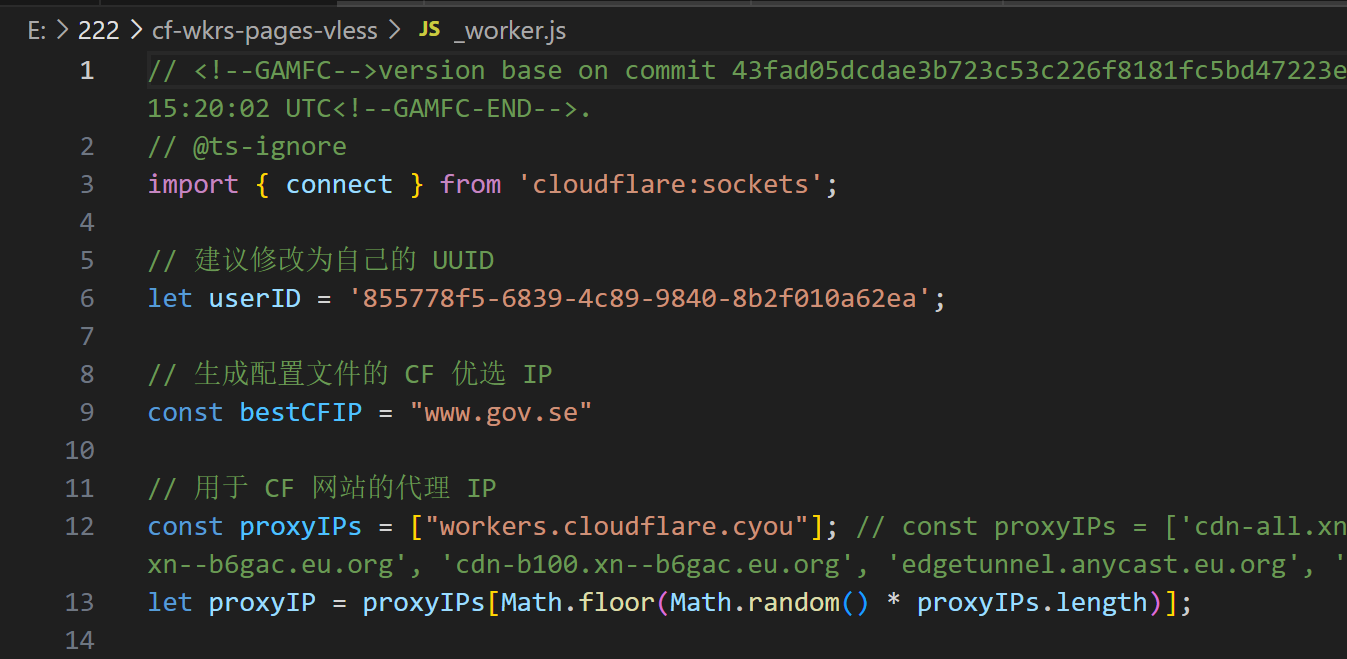 E: > 222 > cf-wkrs-pages-vless > JS _worker.js
1 // <!--GAMFC-->version base on commit 43fad05dcdae3b723c53c226f8181fc5bd47223e
15:20:02 UTC<!--GAMFC-END-->.
2 // @ts-ignore
3 import { connect } from 'cloudflare:sockets';
4
5 // 建议修改为自己的 UUID
6 let userID = '855778f5-6839-4c89-9840-8b2f010a62ea';
7
8 // 生成配置文件的 CF 优选 IP
9 const bestCFIP = "www.gov.se"
10
11 // 用于 CF 网站的代理 IP
12 const proxyIPs = ["workers.cloudflare.cyou"]; // const proxyIPs = ['cdn-all.xn
xn--b6gac.eu.org', 'cdn-b100.xn--b6gac.eu.org', 'edgetunnel.anycast.eu.org', '
13 let proxyIP = proxyIPs[Math.floor(Math.random() * proxyIPs.length)];
14